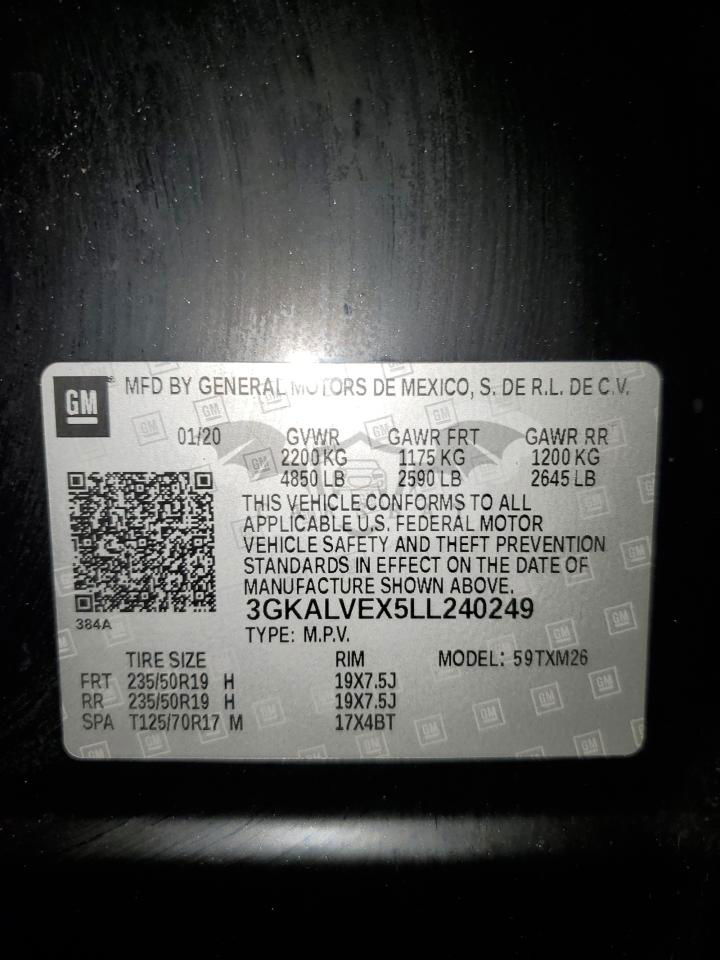 GM
MFD BY GENERAL MOTORS DE MEXICO, S. DE R.L. DE C.V.
01/20 GVWR GAWR FRT GAWR RR
2200 KG 1175 KG 1200 KG
4850 LB 2590 LB 2645 LB
THIS VEHICLE CONFORMS TO ALL
APPLICABLE U.S. FEDERAL MOTOR
VEHICLE SAFETY AND THEFT PREVENTION
STANDARDS IN EFFECT ON THE DATE OF
MANUFACTURE SHOWN ABOVE.
3GKALVEX5LL240249
384A
TYPE: M.P.V.
TIRE SIZE RIM MODEL: 59TXM26
FRT 235/50R19 H 19X7.5J
RR 235/50R19 H 19X7.5J
SPA T125/70R17 M 17X4BT